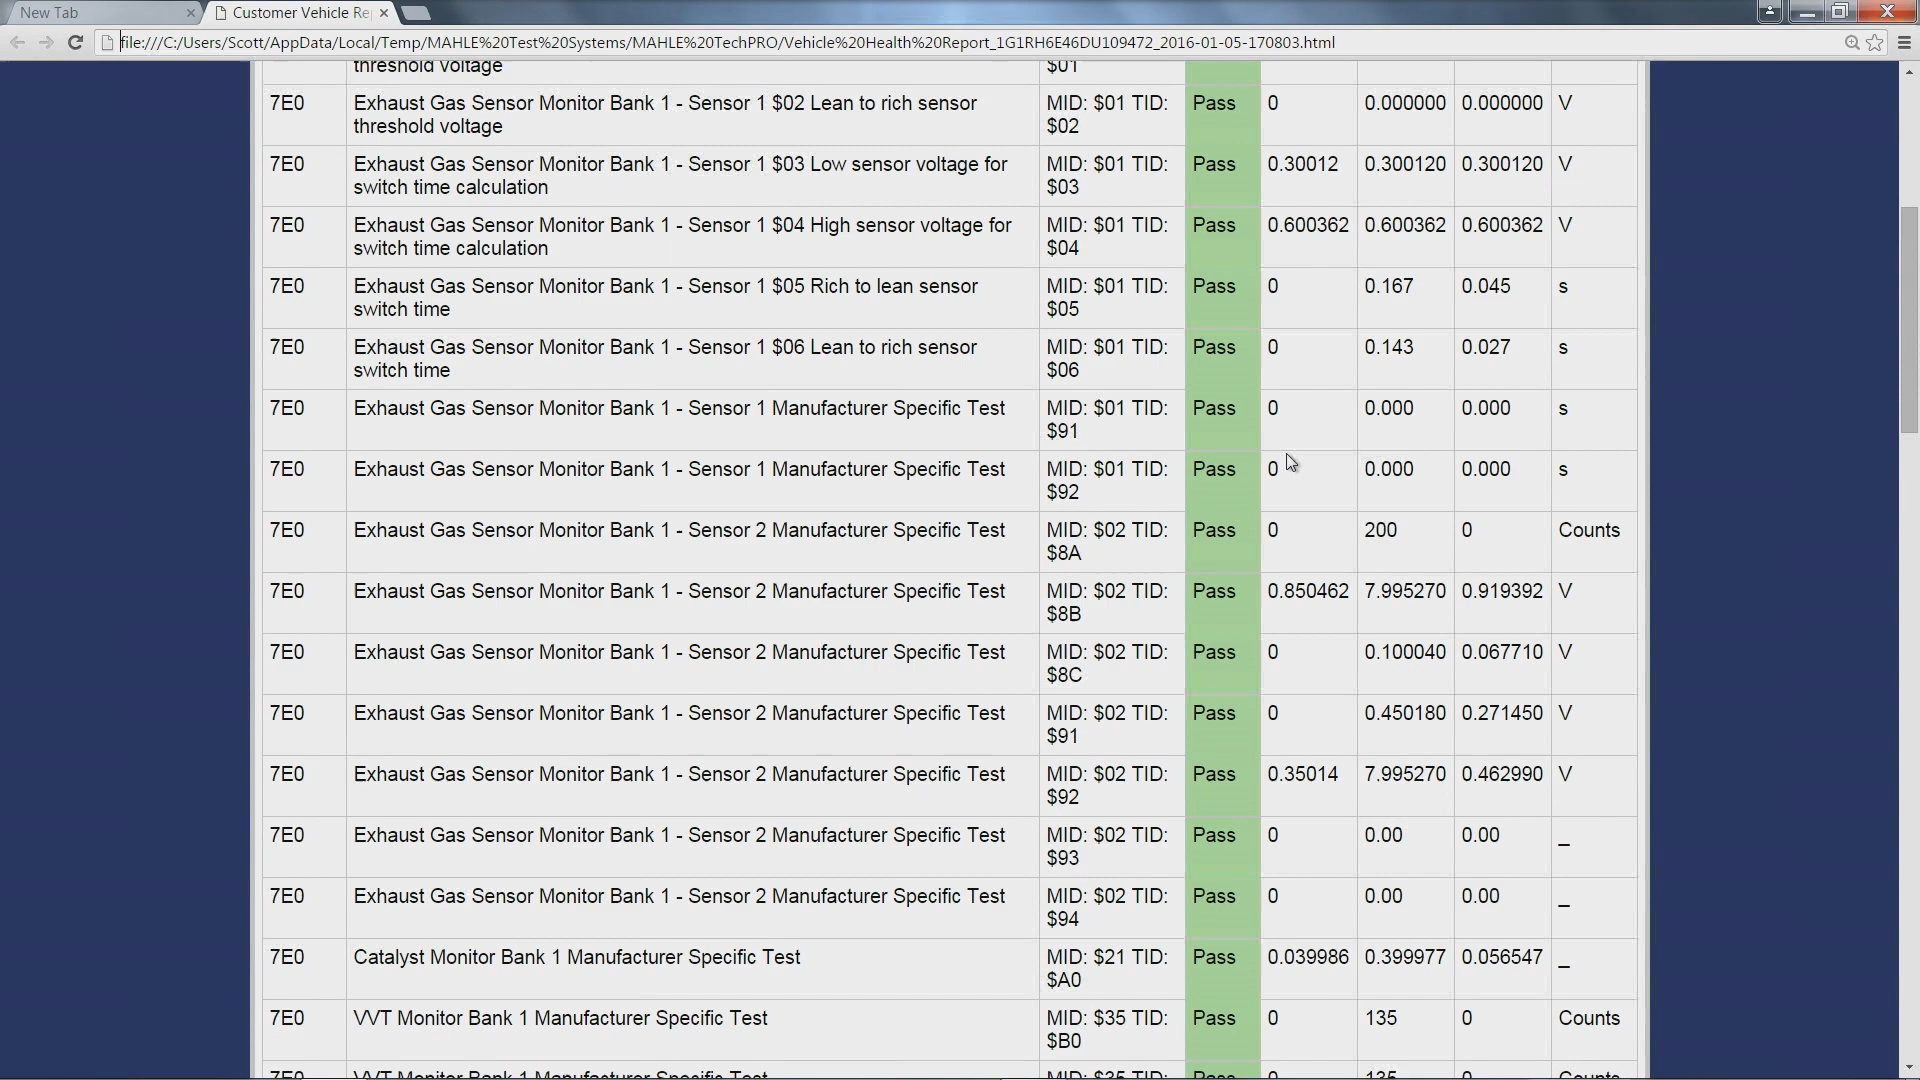 New Tab
Customer Vehicle Re
file:///C:/Users/Scott/AppData/Local/Temp/MAHLE%20Test%20Systems/MAHLE%20TechPRO/Vehicle%20Health%20Report_1G1RH6E46DU109472_2016-01-05-170803.html
threshold voltage
$01
7E0 Exhaust Gas Sensor Monitor Bank 1 - Sensor 1 $02 Lean to rich sensor MID: $01 TID: Pass 0 0.000000 0.000000 V
threshold voltage $02
7E0 Exhaust Gas Sensor Monitor Bank 1 - Sensor 1 $03 Low sensor voltage for MID: $01 TID: Pass 0.30012 0.300120 0.300120 V
switch time calculation $03
7E0 Exhaust Gas Sensor Monitor Bank 1 - Sensor 1 $04 High sensor voltage for MID: $01 TID: Pass 0.600362 0.600362 0.600362 V
switch time calculation $04
7E0 Exhaust Gas Sensor Monitor Bank 1 - Sensor 1 $05 Rich to lean sensor MID: $01 TID: Pass 0 0.167 0.045 s
switch time $05
7E0 Exhaust Gas Sensor Monitor Bank 1 - Sensor 1 $06 Lean to rich sensor MID: $01 TID: Pass 0 0.143 0.027 s
switch time $06
7E0 Exhaust Gas Sensor Monitor Bank 1 - Sensor 1 Manufacturer Specific Test MID: $01 TID: Pass 0 0.000 0.000 s
$91
7E0 Exhaust Gas Sensor Monitor Bank 1 - Sensor 1 Manufacturer Specific Test MID: $01 TID: Pass 0 0.000 0.000 s
$92
7E0 Exhaust Gas Sensor Monitor Bank 1 - Sensor 2 Manufacturer Specific Test MID: $02 TID: Pass 0 200 0 Counts
$8A
7E0 Exhaust Gas Sensor Monitor Bank 1 - Sensor 2 Manufacturer Specific Test MID: $02 TID: Pass 0.850462 7.995270 0.919392 V
$8B
7E0 Exhaust Gas Sensor Monitor Bank 1 - Sensor 2 Manufacturer Specific Test MID: $02 TID: Pass 0 0.100040 0.067710 V
$8C
7E0 Exhaust Gas Sensor Monitor Bank 1 - Sensor 2 Manufacturer Specific Test MID: $02 TID: Pass 0 0.450180 0.271450 V
$91
7E0 Exhaust Gas Sensor Monitor Bank 1 - Sensor 2 Manufacturer Specific Test MID: $02 TID: Pass 0.35014 7.995270 0.462990 V
$92
7E0 Exhaust Gas Sensor Monitor Bank 1 - Sensor 2 Manufacturer Specific Test MID: $02 TID: Pass 0 0.00 0.00 _
$93
7E0 Exhaust Gas Sensor Monitor Bank 1 - Sensor 2 Manufacturer Specific Test MID: $02 TID: Pass 0 0.00 0.00 _
$94
7E0 Catalyst Monitor Bank 1 Manufacturer Specific Test MID: $21 TID: Pass 0.039986 0.399977 0.056547 _
$A0
7E0 VVT Monitor Bank 1 Manufacturer Specific Test MID: $35 TID: Pass 0 135 0 Counts
$B0
7E0 VVT Monitor Bank 1 Manufacturer Specific Test MID: $35 TID: Pass 0 135 0 Counts